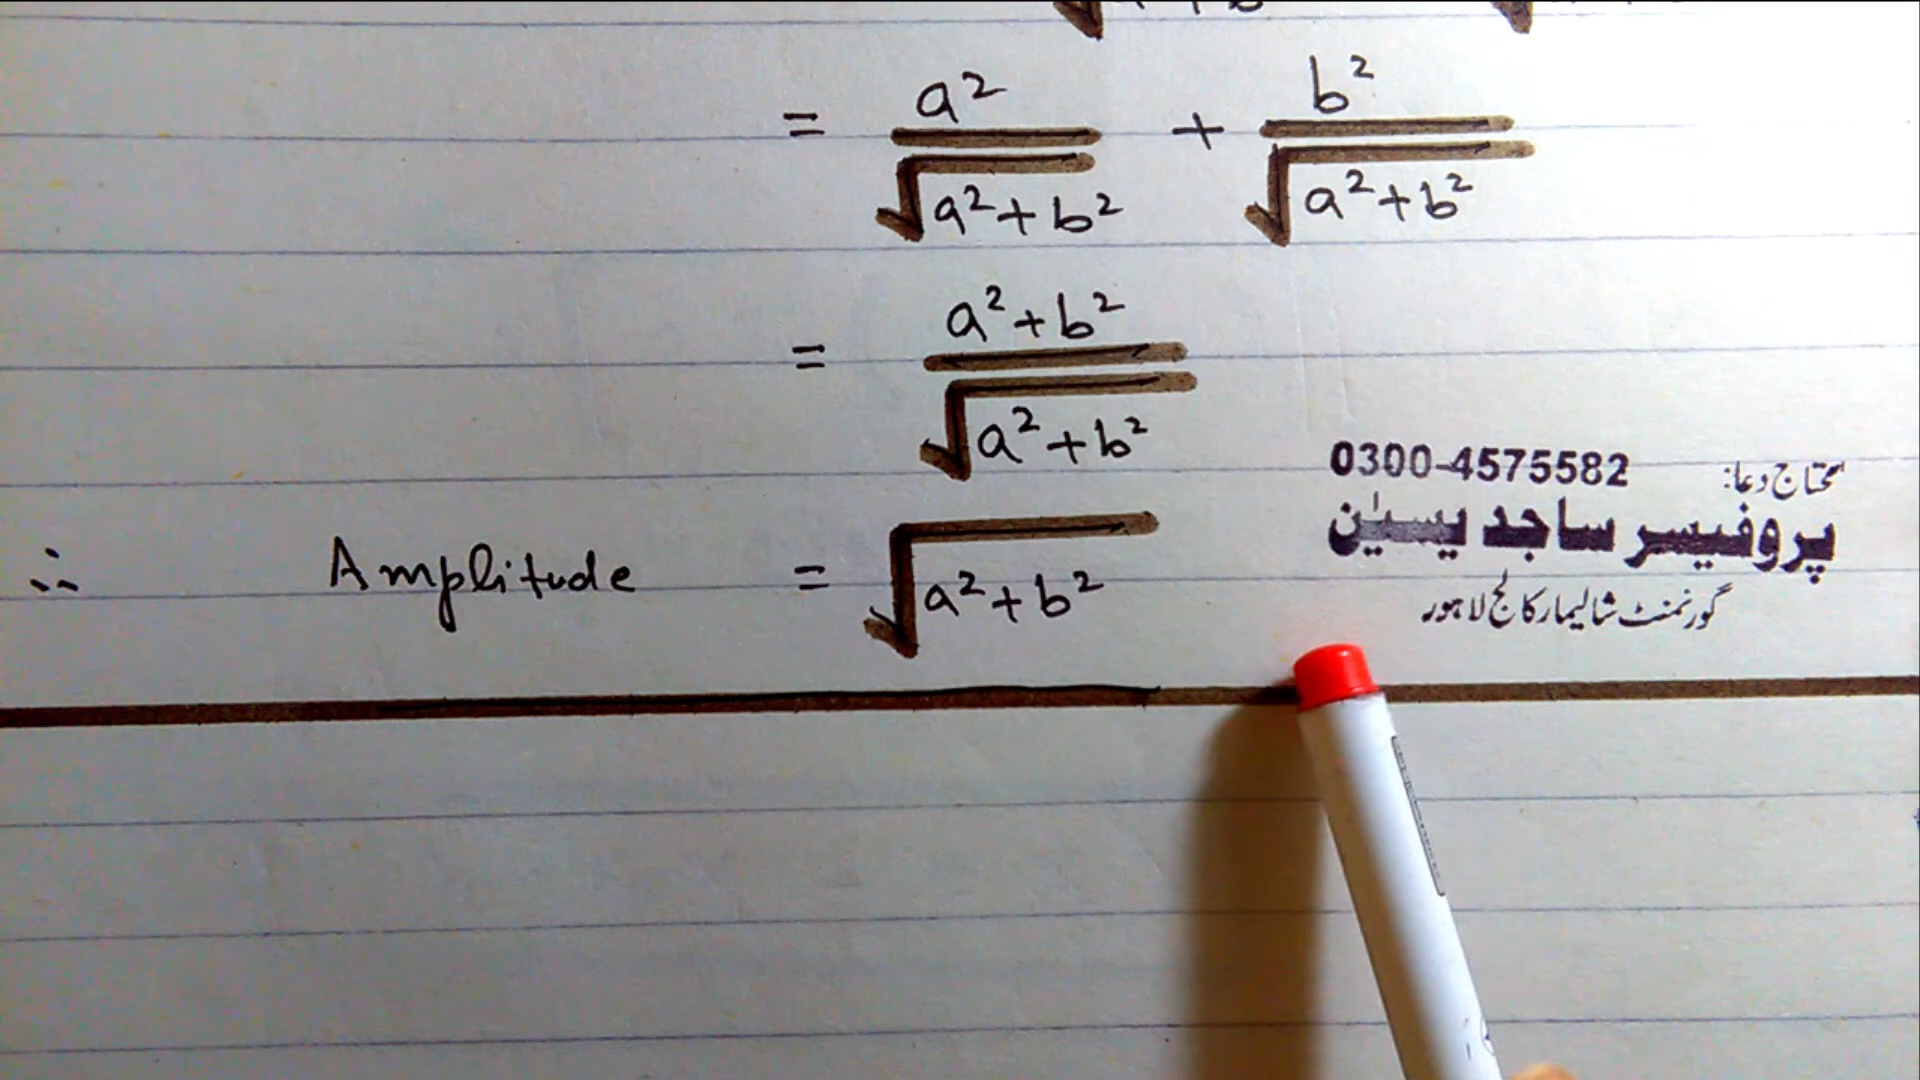 = a²/√(a²+b²) + b²/√(a²+b²)
= (a²+b²)/√(a²+b²)
∴ Amplitude = √(a²+b²)
0300-4575582 محتاج دعا:
پروفیسر ساجد یسیٰن
گورنمنٹ شالیمار کالج لاہور